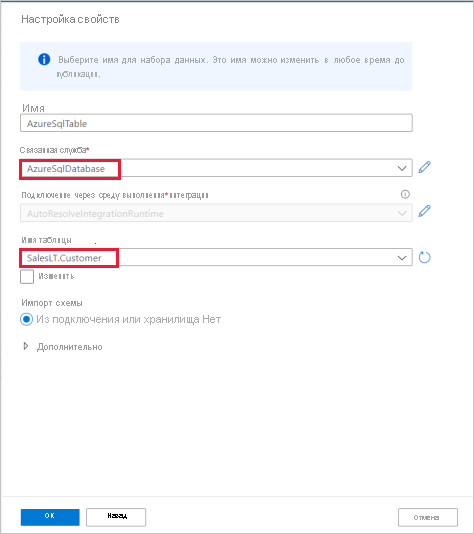 Настройка свойств
Выберите имя для набора данных. Это имя можно изменить в любое время до
публикации.
Имя
AzureSqlTable
Связанная служба*
AzureSqlDatabase
Подключение через среду выполнения*интеграции
AutoResolveIntegrationRuntime
Имя таблицы
SalesLT.Customer
Изменить
Импорт схемы
Из подключения или хранилища Нет
Дополнительно
ОК
Назад
Отмена